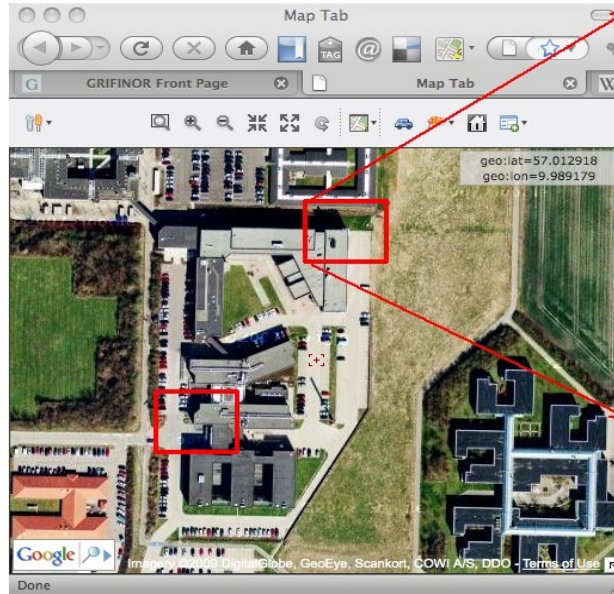 Map Tab
TAG
@
G GRIFINOR Front Page
Map Tab
W
geo:lat=57.012918
geo:lon=9.989179
Google
Imagery ©2009 DigitalGlobe, GeoEye, Scankort, COWI A/S, DDO - Terms of Use
Done